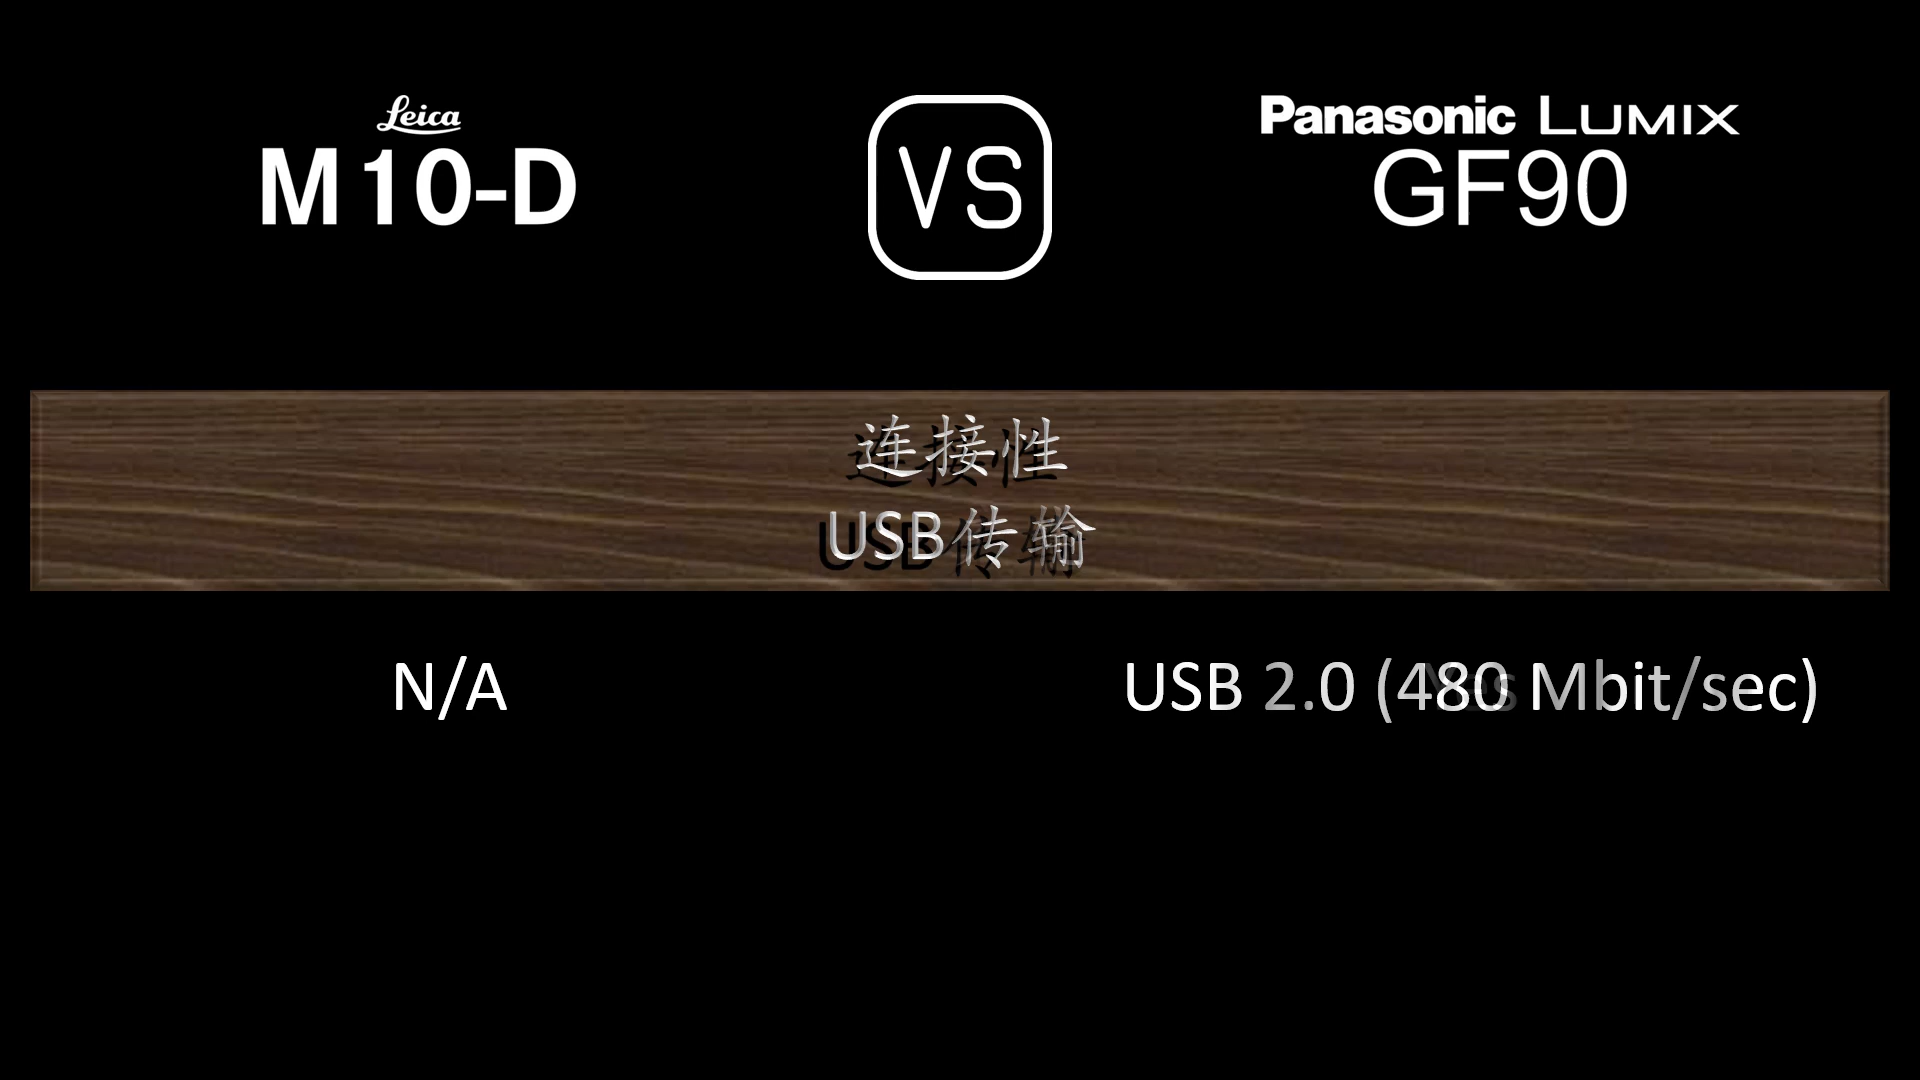 Leica
M10-D
VS
Panasonic LUMIX
GF90
连接性
USB传输
N/A
USB 2.0 (480 Mbit/sec)
Yes